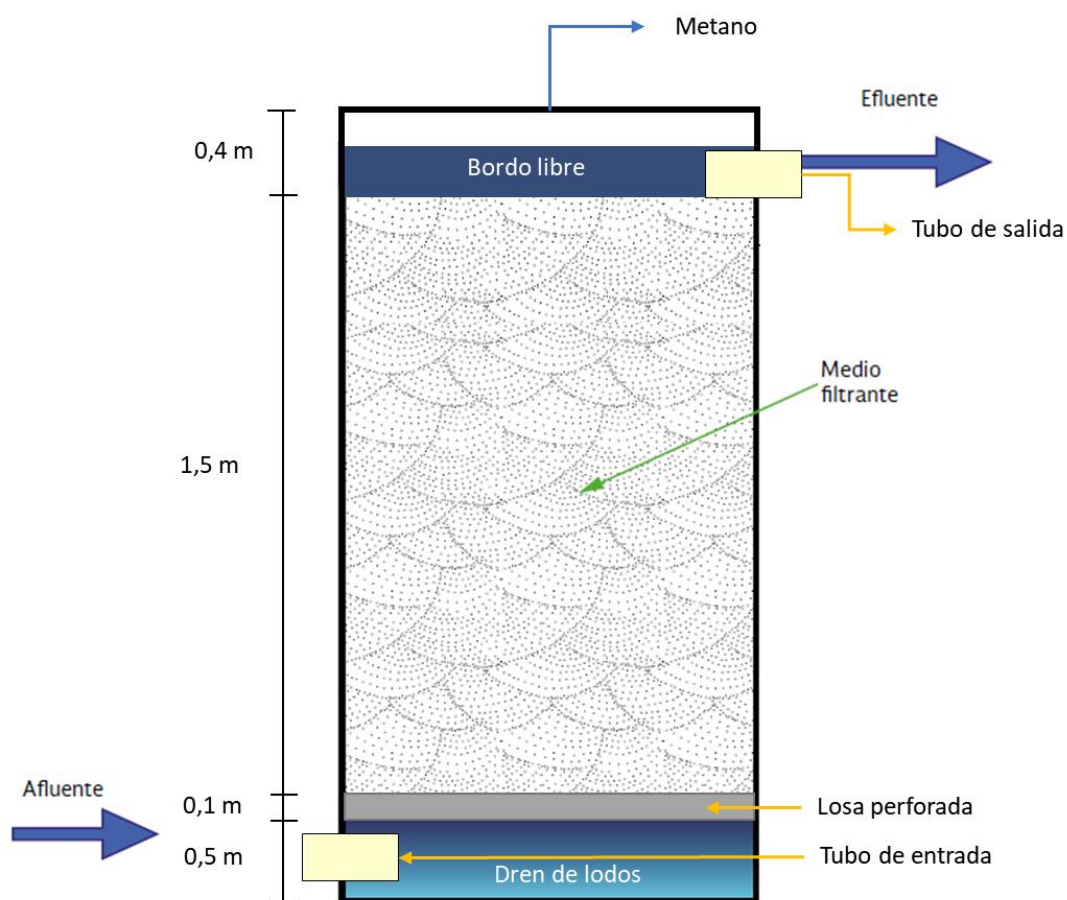 Metano
Efluente
0,4 m
Bordo libre
Tubo de salida
Medio
filtrante
1,5 m
Afluente
0,1 m
Losa perforada
0,5 m
Tubo de entrada
Dren de lodos